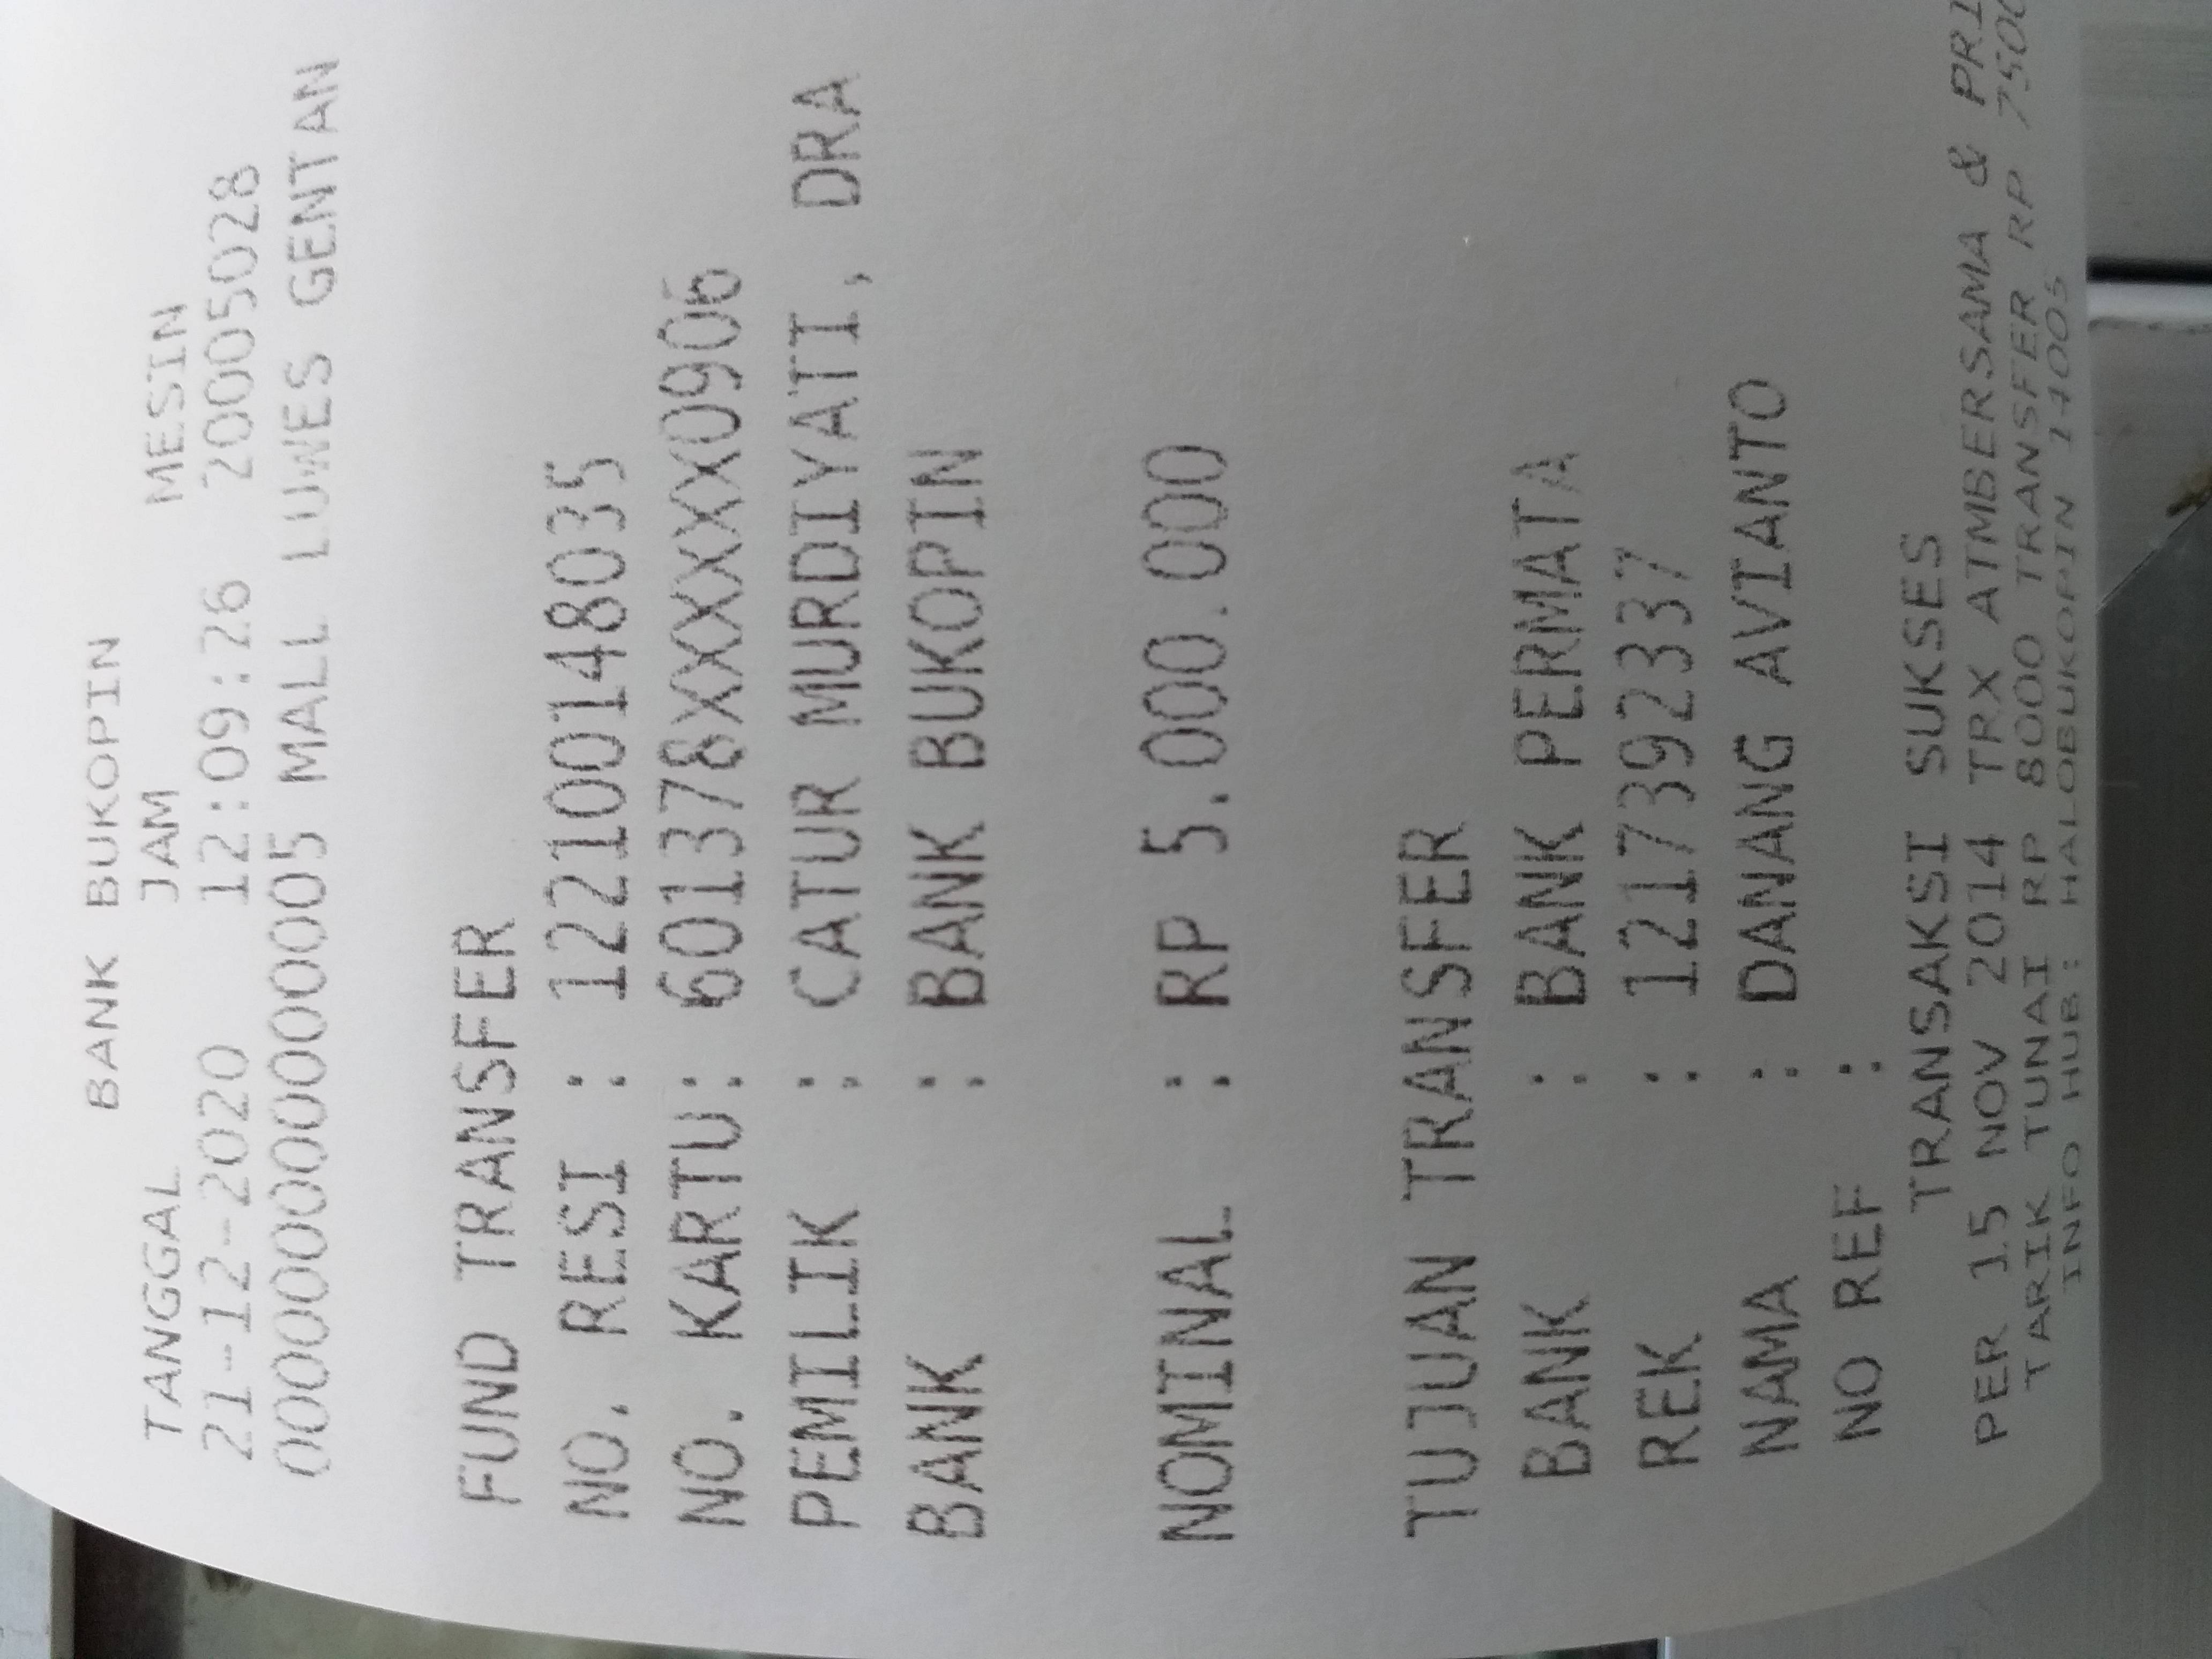 BANK BUKOPIN
TANGGAL JAM MESIN
21-12-2020 12:09:26 20005028
0000000000000005 MALL LUWES GENTAN
FUND TRANSFER
NO. RESI : 122100148035
NO. KARTU: 601378XXXXXX0906
PEMILIK : CATUR MURDIYATI, DRA
BANK : BANK BUKOPIN
NOMINAL : RP 5.000.000
TUJUAN TRANSFER
BANK : BANK PERMATA
REK : 1217392337
NAMA : DANANG AVIANTO
NO REF :
TRANSAKSI SUKSES
PER 15 NOV 2014 TRX ATMBERSAMA & PRI
TARIK TUNAI RP 8000 TRANSFER RP 7500
INFO HUB: HALOBUKOPIN 14005